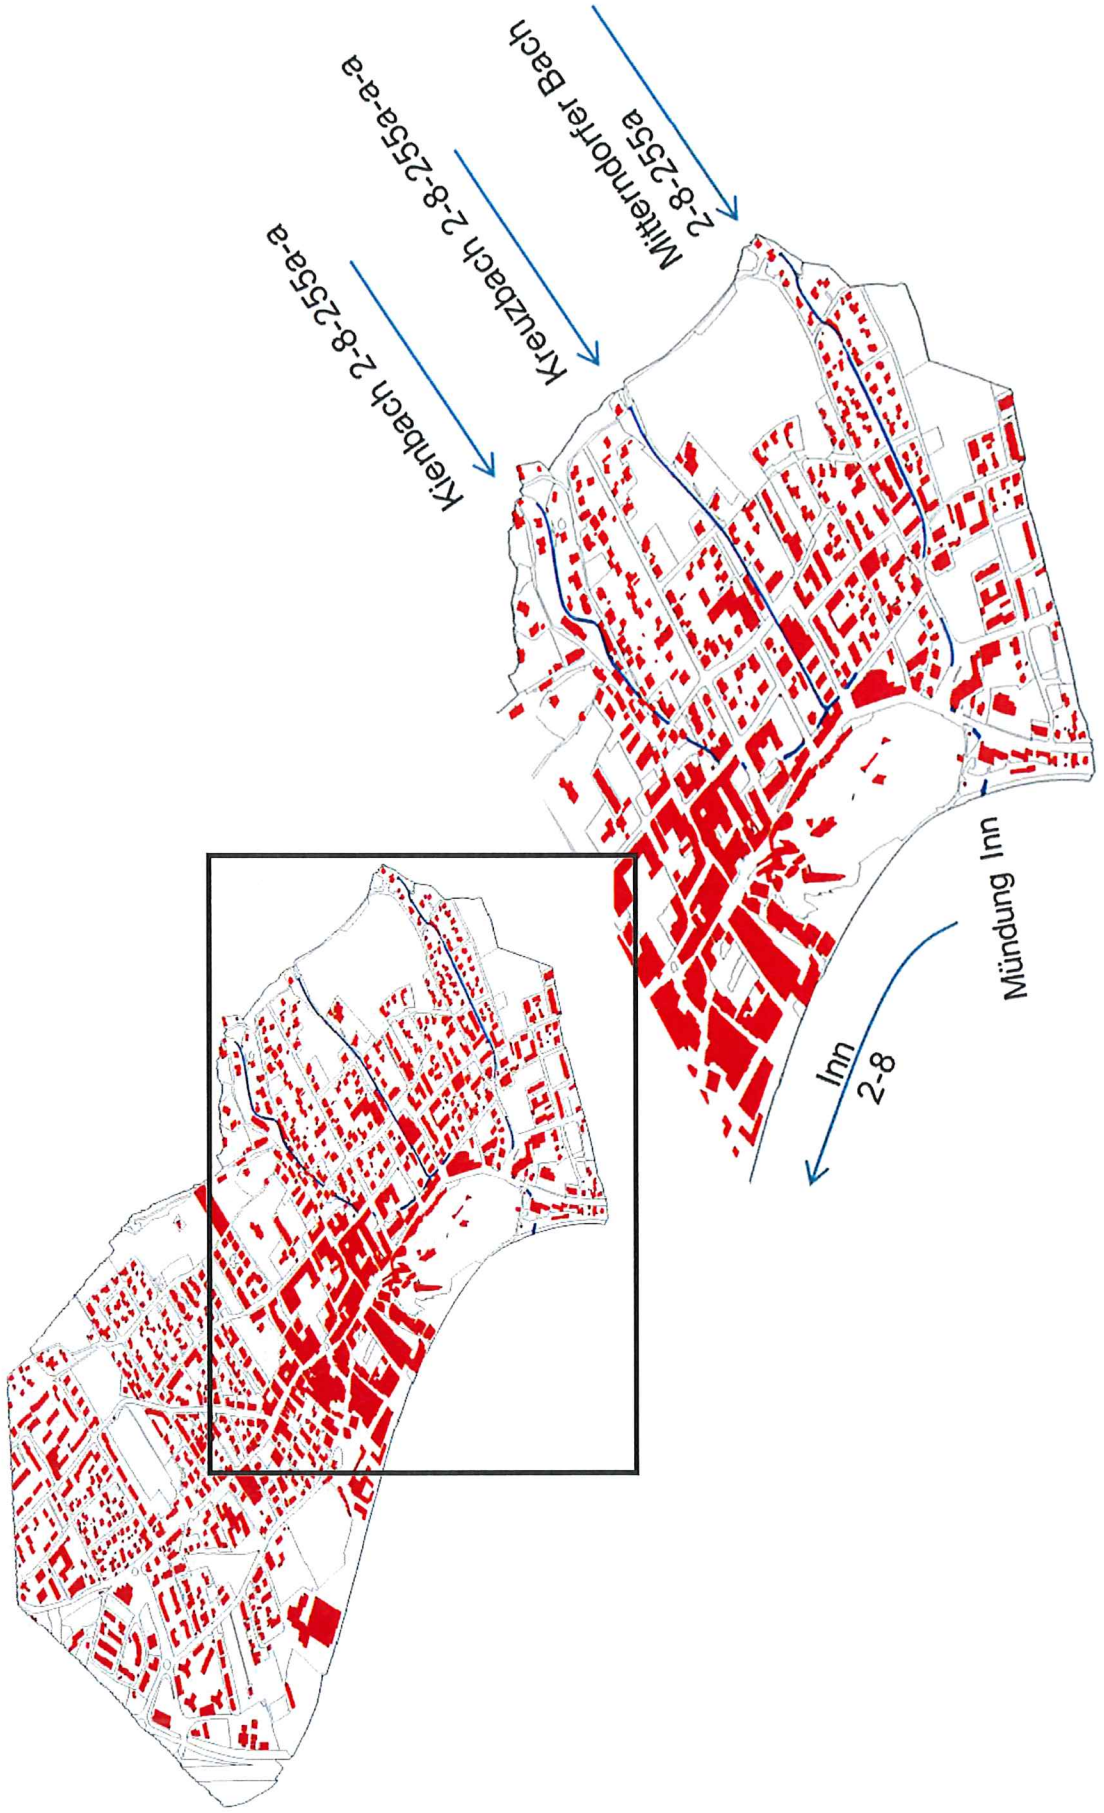 Kienbach 2-8-255a-a
Kreuzbach 2-8-255a-a-a
Mitterndorfer Bach
2-8-255a
Inn
2-8
Mündung Inn